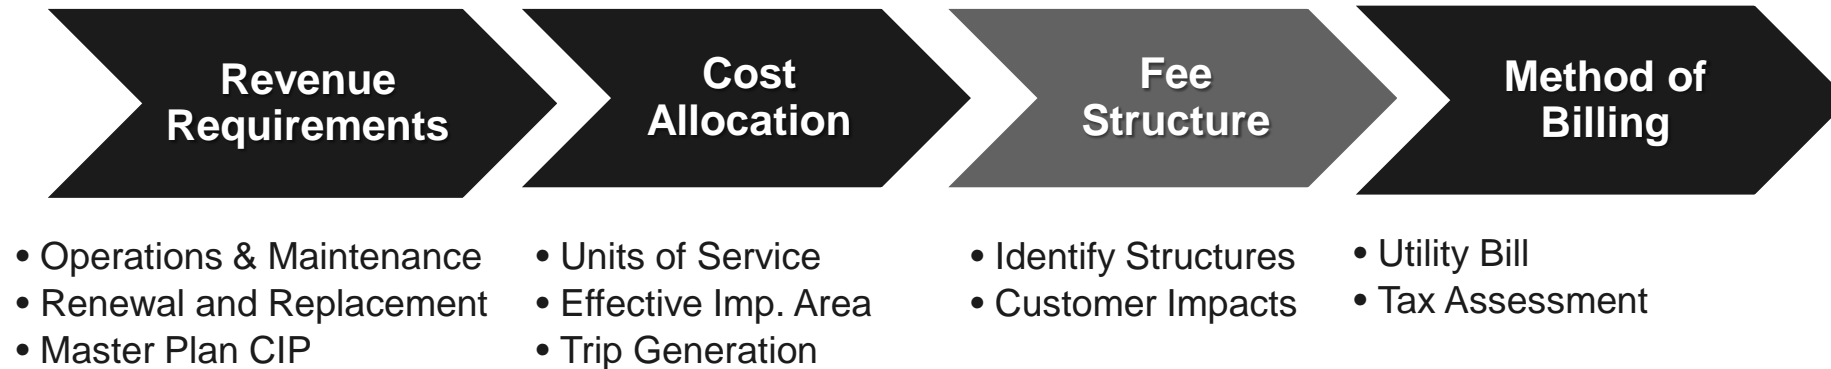 Revenue
Requirements
Cost
Allocation
Fee
Structure
Method of
Billing
• Operations & Maintenance
• Renewal and Replacement
• Master Plan CIP
• Units of Service
• Effective Imp. Area
• Trip Generation
• Identify Structures
• Customer Impacts
• Utility Bill
• Tax Assessment